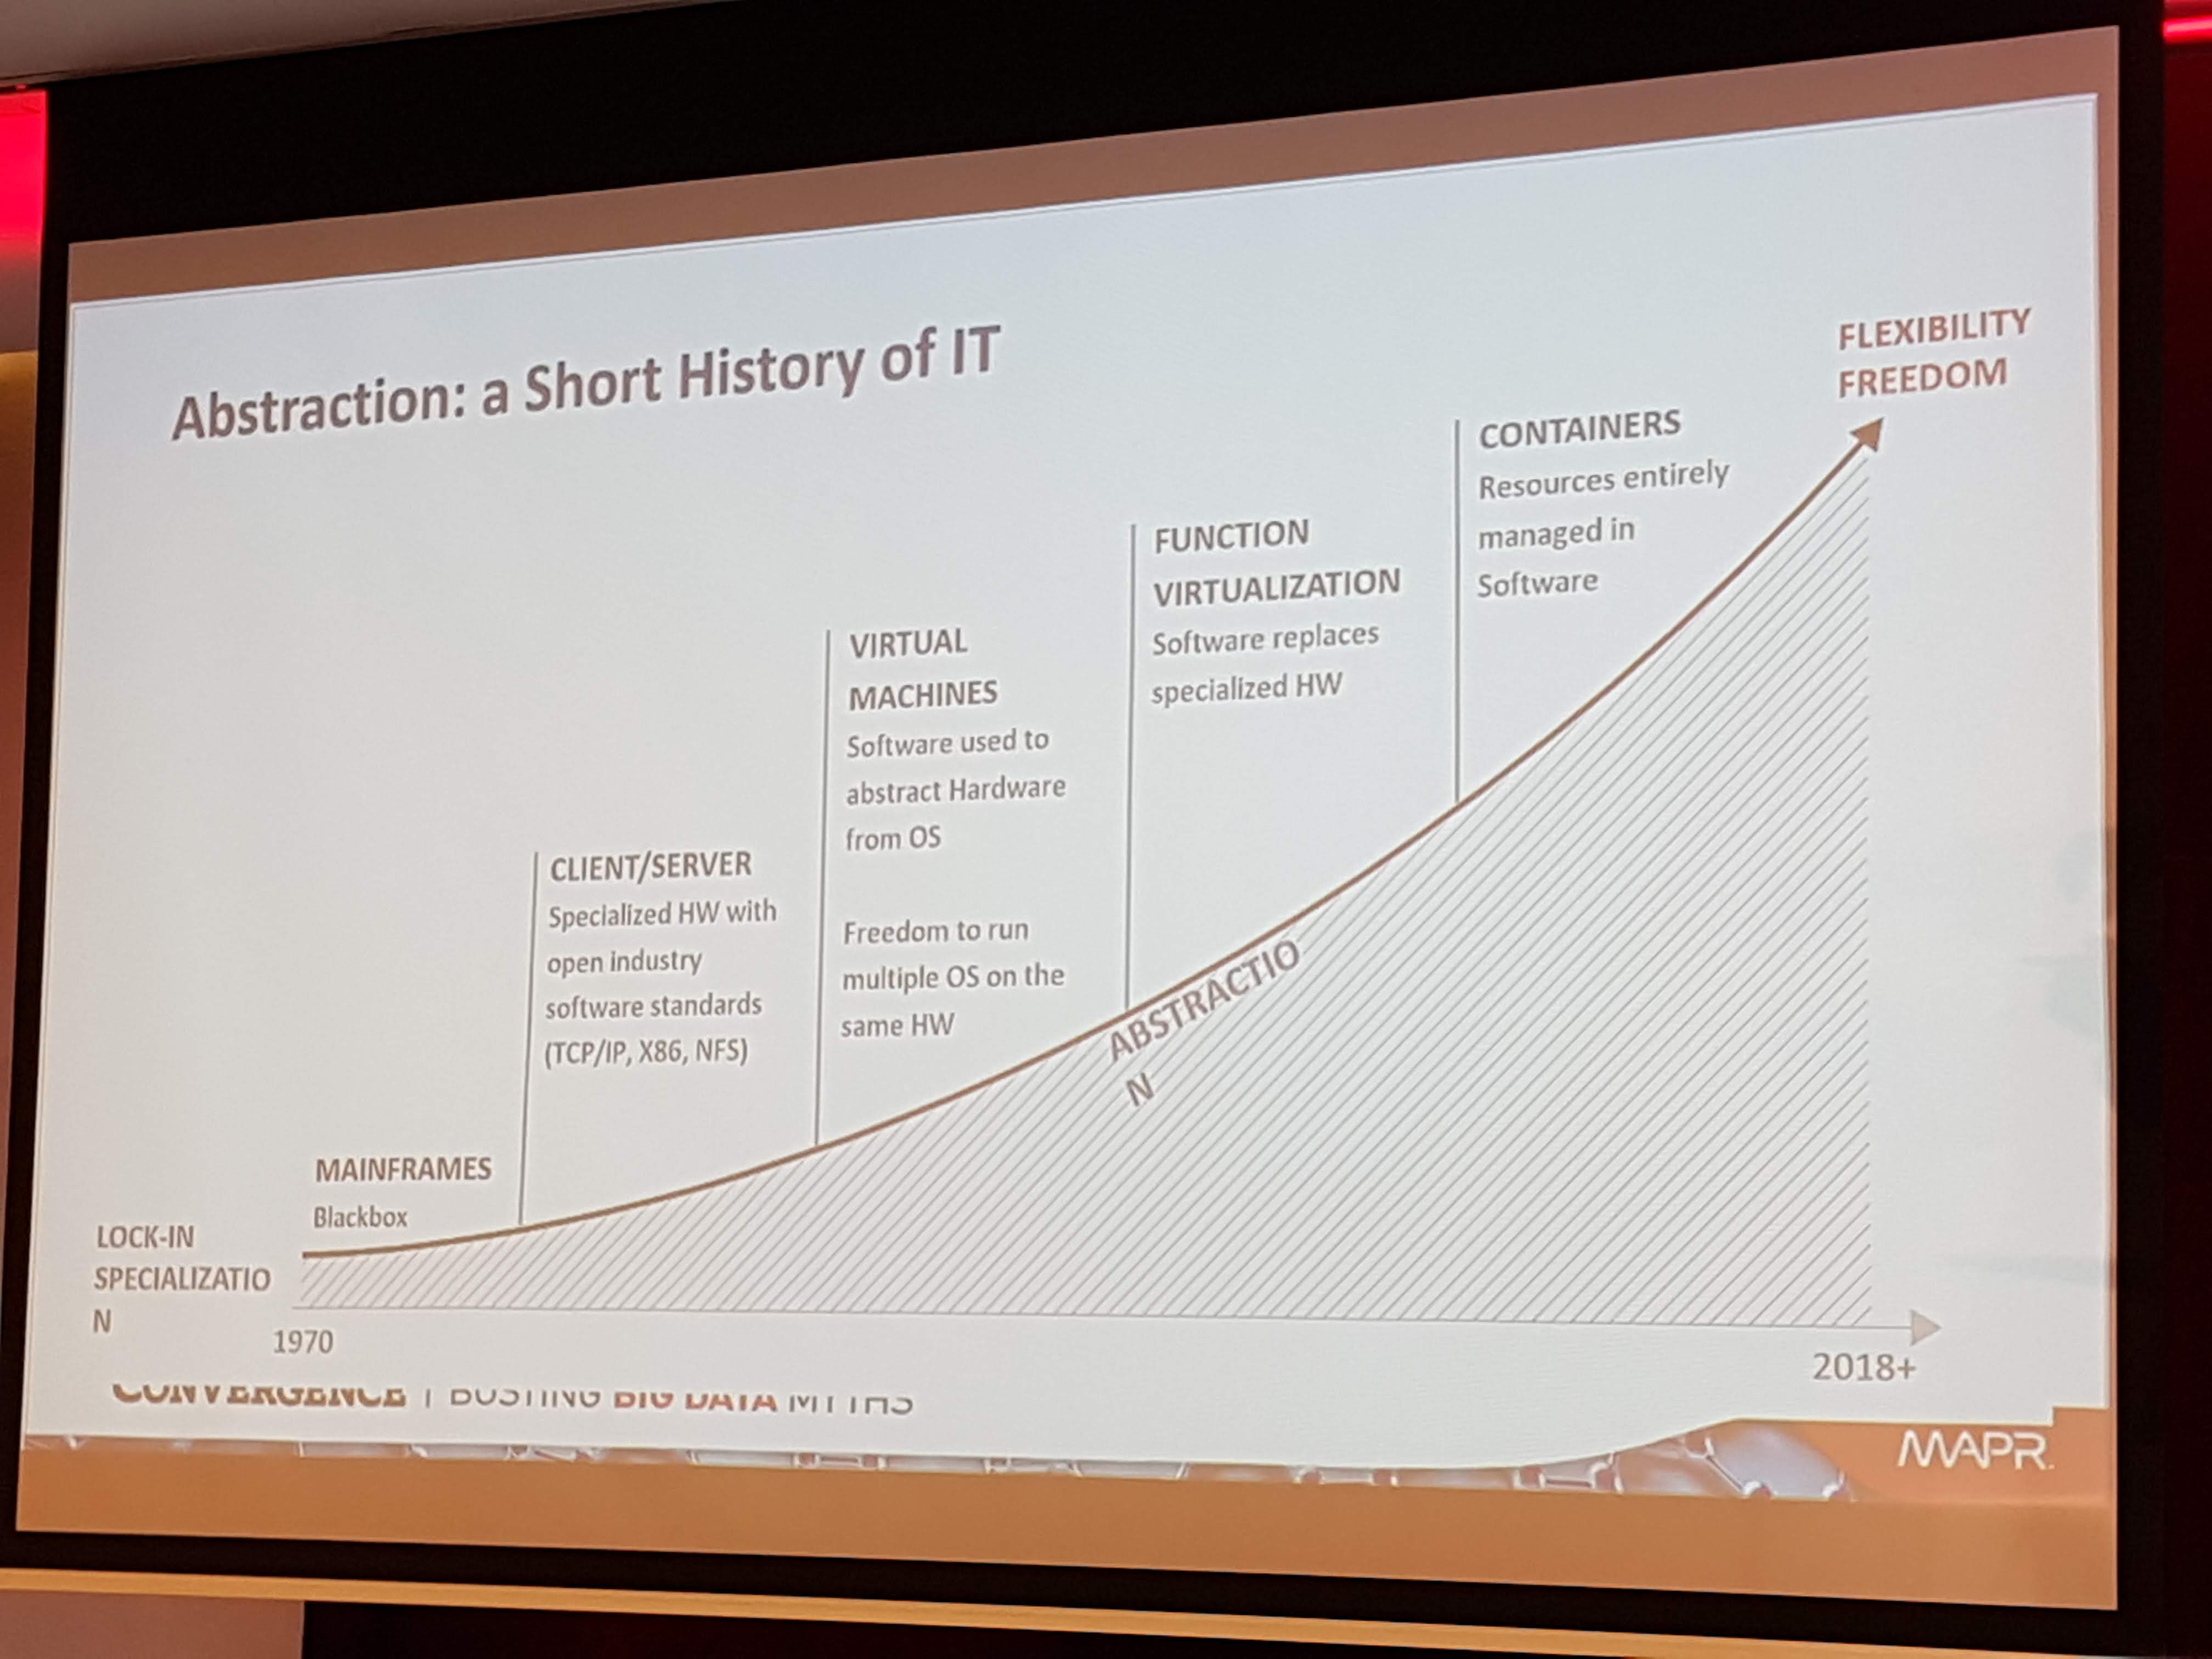 Abstraction: a Short History of IT
FLEXIBILITY
FREEDOM
CONTAINERS
Resources entirely
managed in
Software
FUNCTION
VIRTUALIZATION
Software replaces
specialized HW
VIRTUAL
MACHINES
Software used to
abstract Hardware
from OS
Freedom to run
multiple OS on the
same HW
CLIENT/SERVER
Specialized HW with
open industry
software standards
(TCP/IP, X86, NFS)
MAINFRAMES
Blackbox
LOCK-IN
SPECIALIZATIO
N
ABSTRACTIO
N
1970
2018+
CONVERGENCE | BUSTING BIG DATA MYTHS
MAPR.